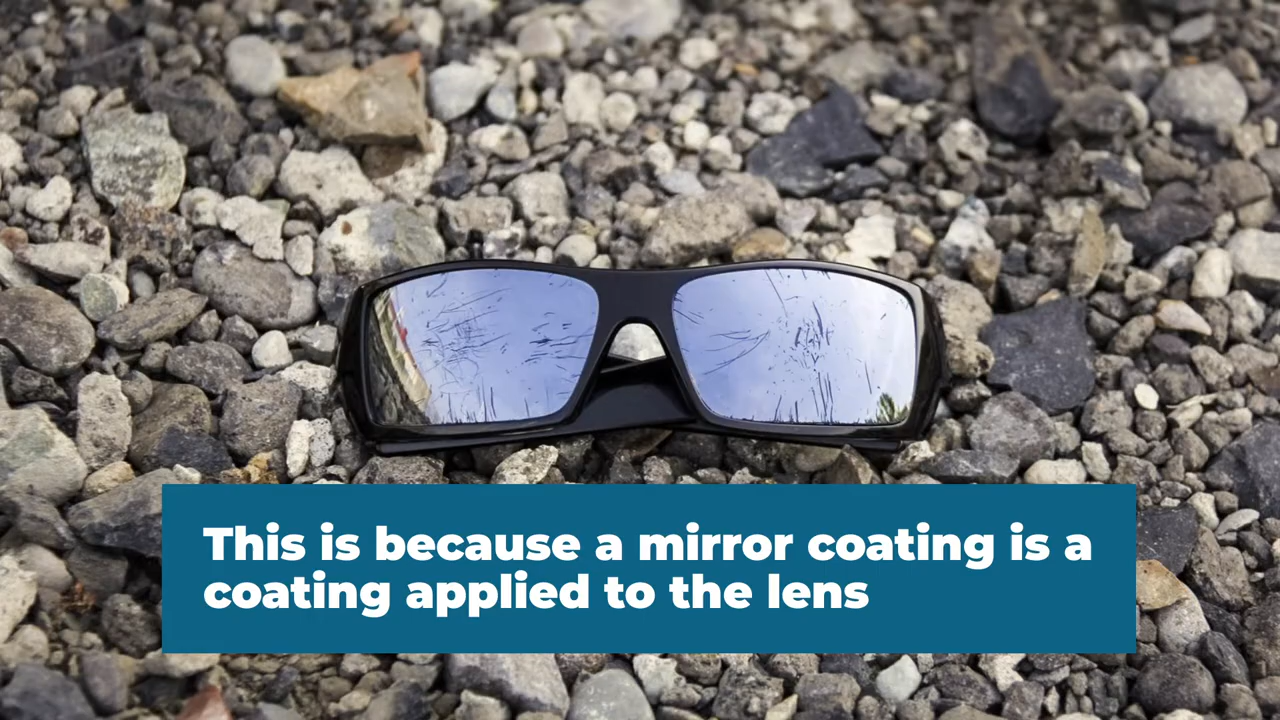 This is because a mirror coating is a
coating applied to the lens